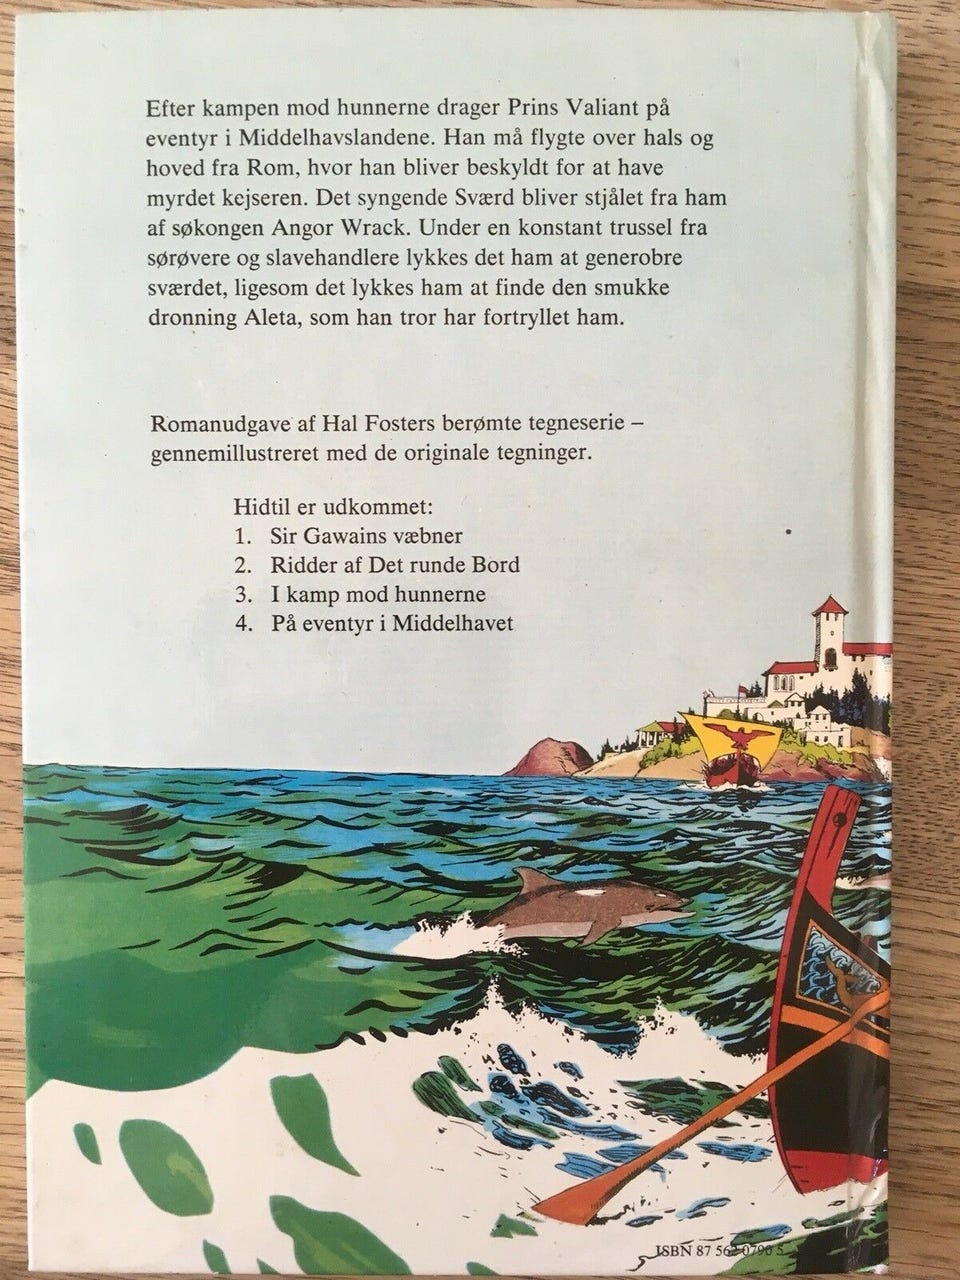 Efter kampen mod hunnerne drager Prins Valiant på
eventyr i Middelhavslandene. Han må flygte over hals og
hoved fra Rom, hvor han bliver beskyldt for at have
myrdet kejseren. Det syngende Sværd bliver stjålet fra ham
af søkongen Angor Wrack. Under en konstant trussel fra
sørøvere og slavehandlere lykkes det ham at generobre
sværdet, ligesom det lykkes ham at finde den smukke
dronning Aleta, som han tror har fortryllet ham.
Romanudgave af Hal Fosters berømte tegneserie –
gennemillustreret med de originale tegninger.
Hidtil er udkommet:
1. Sir Gawains væbner
2. Ridder af Det runde Bord
3. I kamp mod hunnerne
4. På eventyr i Middelhavet
ISBN 87 562 0796 5